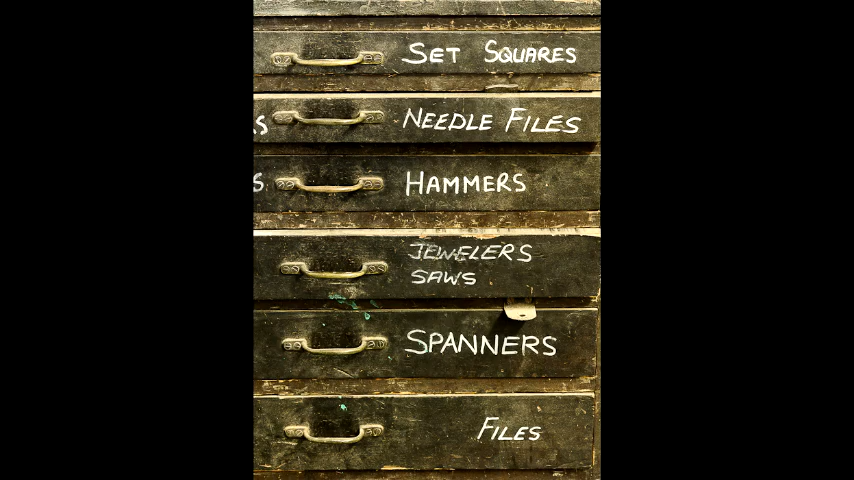 SET SQUARES
NEEDLE FILES
HAMMERS
JEWELERS
SAWS
SPANNERS
FILES